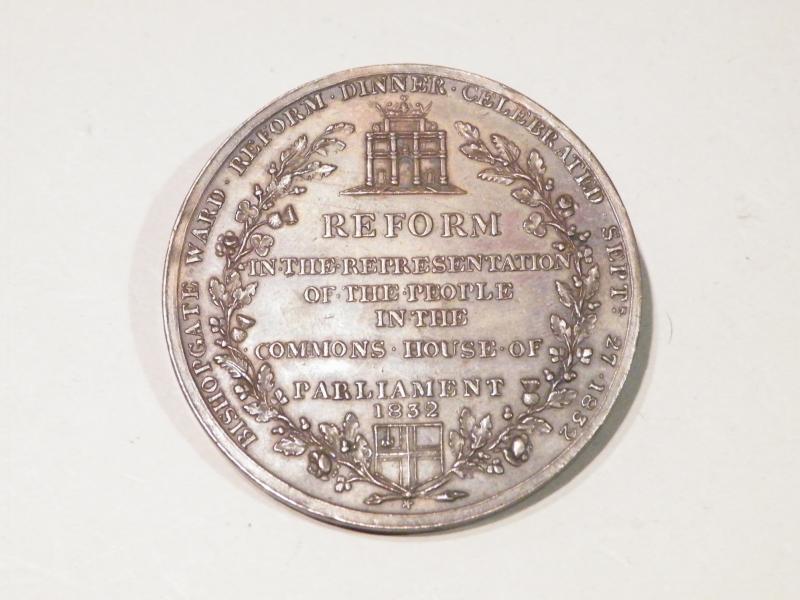 BISHOPGATE WARD · REFORM · DINNER · CELEBRATED · SEPT: 27 · 1832
REFORM
IN·THE·REPRESENTATION
OF·THE·PEOPLE
IN THE
COMMONS · HOUSE · OF
PARLIAMENT
1832